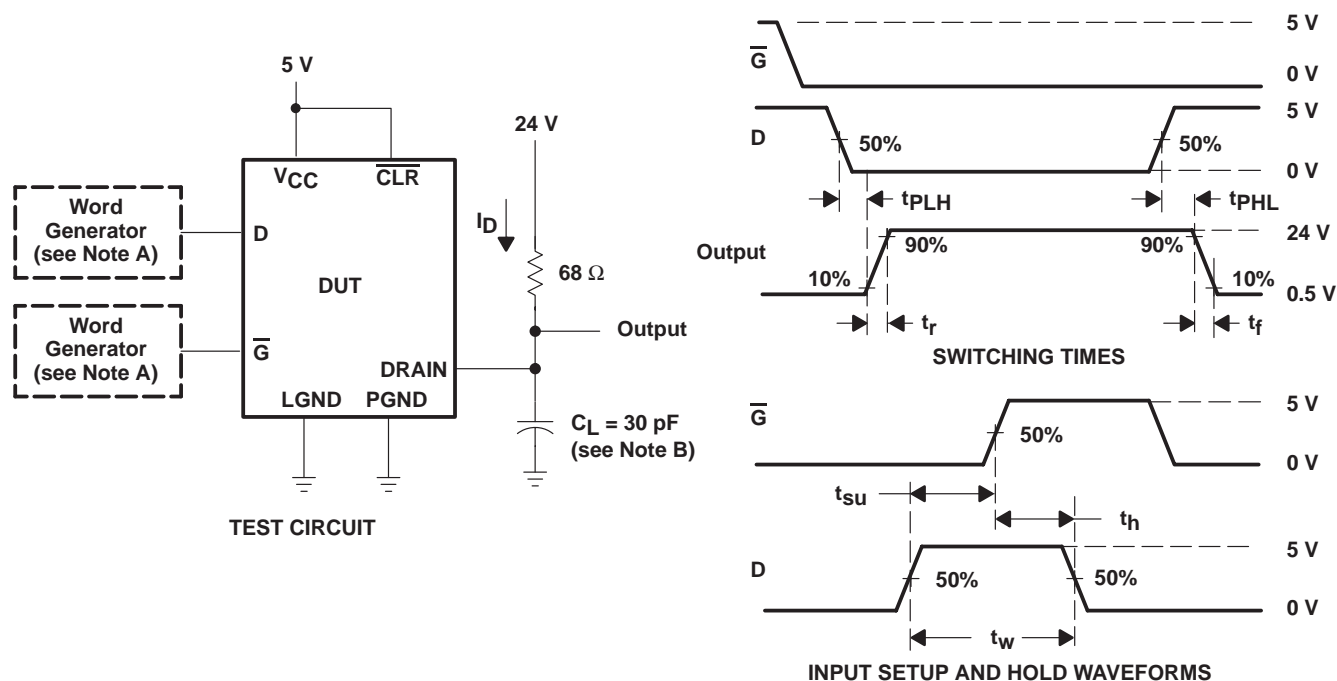 5 V
24 V
VCC
CLR
Word
Generator
(see Note A)
D
ID
68 Ω
DUT
Output
Word
Generator
(see Note A)
G
DRAIN
LGND
PGND
CL = 30 pF
(see Note B)
TEST CIRCUIT
5 V
G
0 V
5 V
D
50%
50%
0 V
tPLH
tPHL
24 V
Output
90%
90%
10%
10%
0.5 V
tr
tf
SWITCHING TIMES
G
5 V
50%
0 V
tsu
th
5 V
D
50%
50%
0 V
tw
INPUT SETUP AND HOLD WAVEFORMS